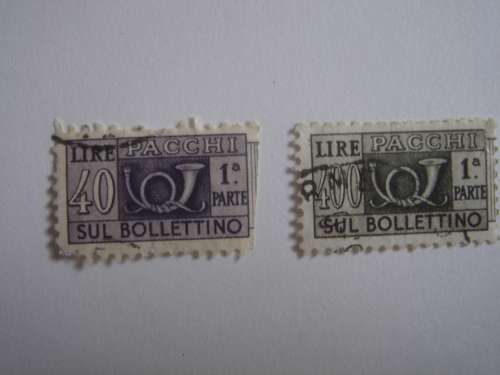 LIRE PACCHI
40 1.ª PARTE
SUL BOLLETTINO
LIRE PACCHI
400 1.ª PARTE
SUL BOLLETTINO